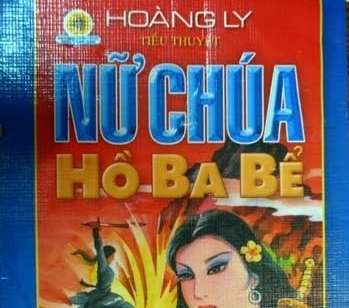 HOÀNG LY
TIỂU THUYẾT
NỮ CHÚA
HỒ BA BỂ